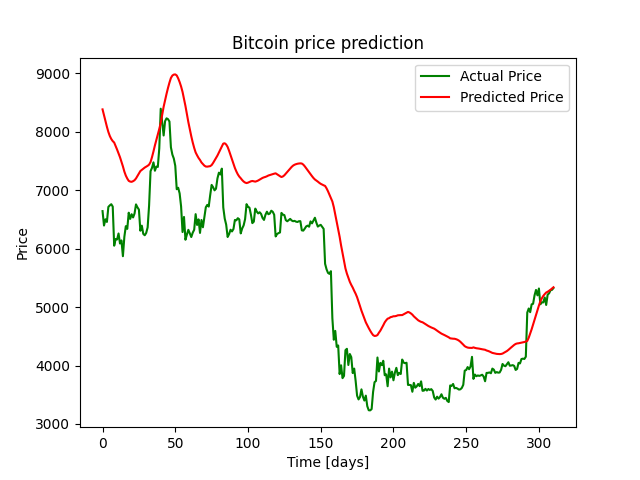 Bitcoin price prediction
Actual Price
Predicted Price
Price
9000
8000
7000
6000
5000
4000
3000
0 50 100 150 200 250 300
Time [days]